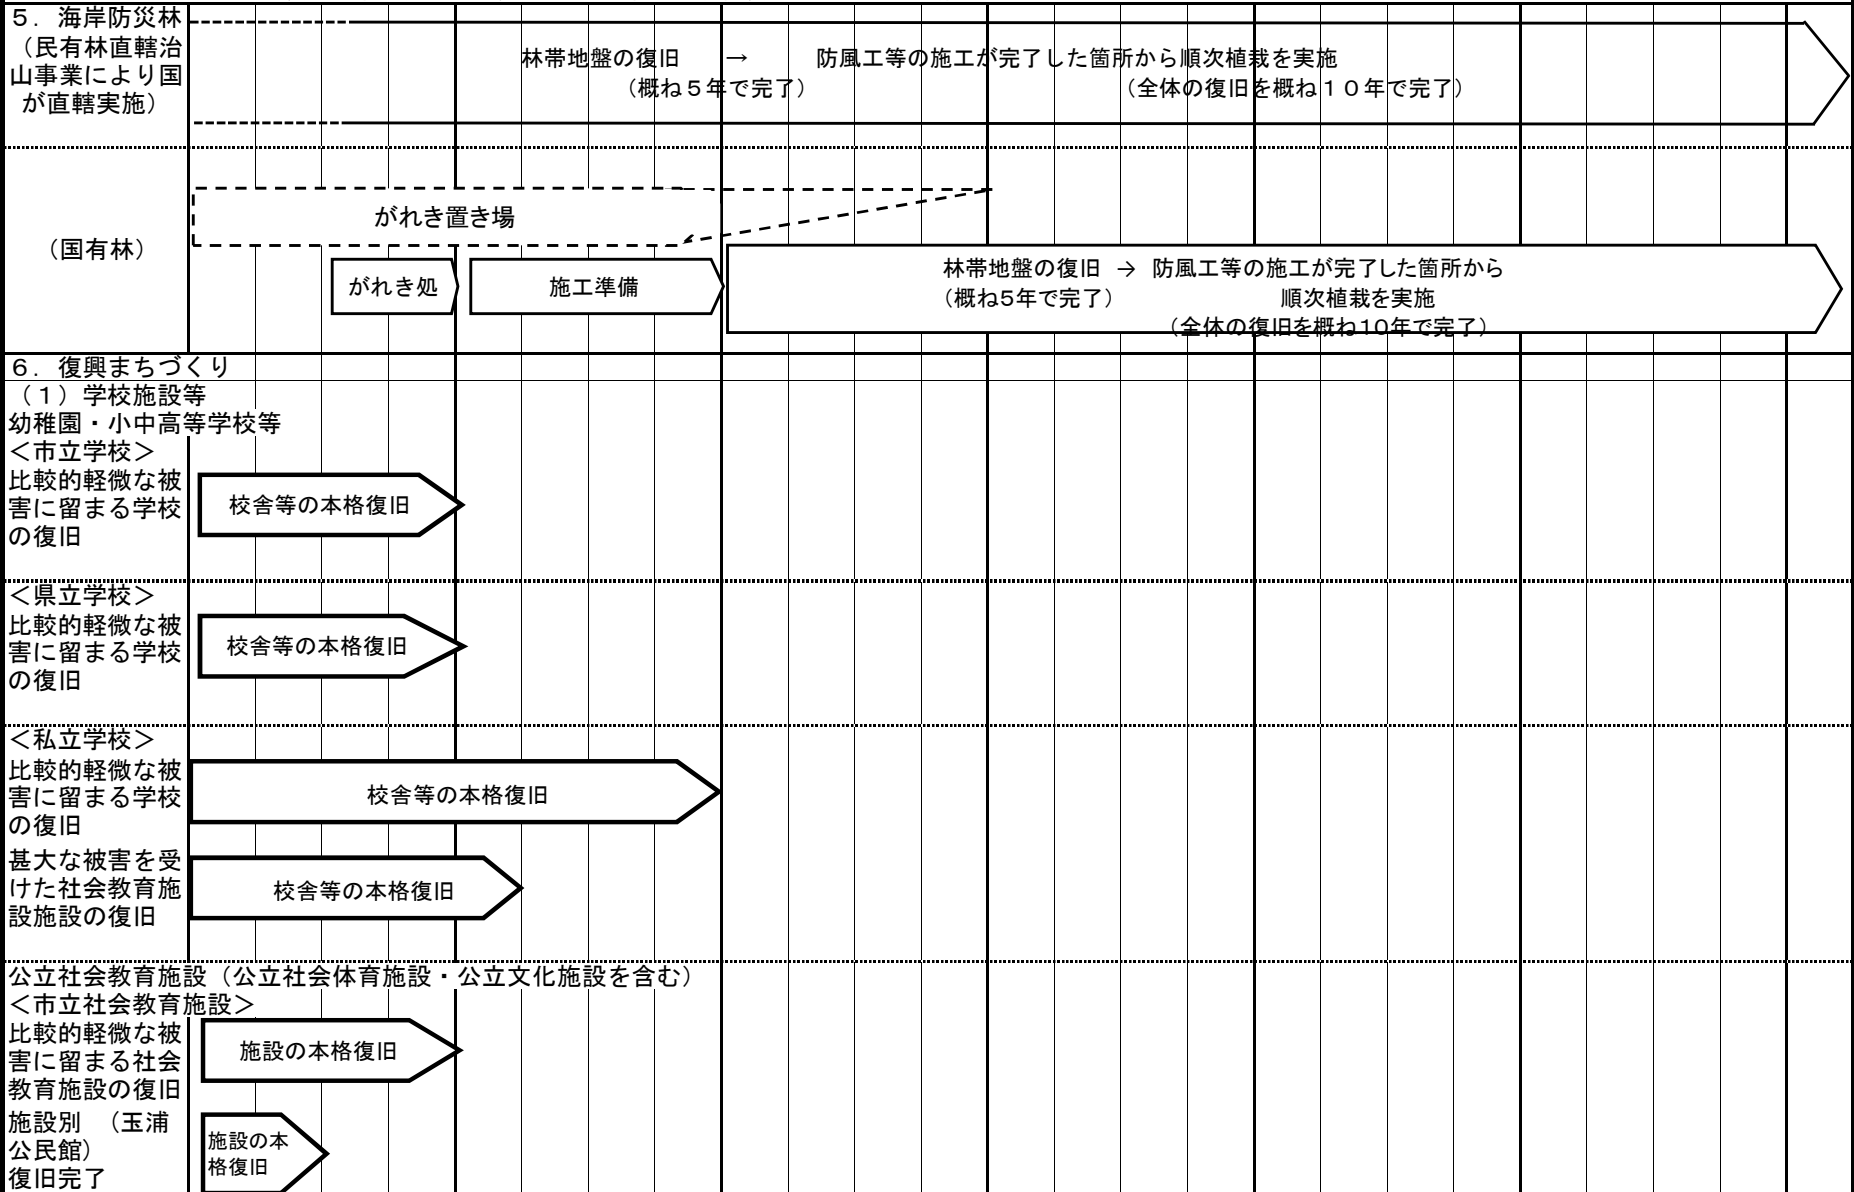 ５．海岸防災林
（民有林直轄治
山事業により国
が直轄実施）
林帯地盤の復旧　→　防風工等の施工が完了した箇所から順次植栽を実施
（概ね５年で完了）　（全体の復旧を概ね１０年で完了）
（国有林）
がれき置き場
がれき処
施工準備
林帯地盤の復旧　→　防風工等の施工が完了した箇所から
（概ね5年で完了）　順次植栽を実施
（全体の復旧を概ね10年で完了）
６．復興まちづくり
（１）学校施設等
幼稚園・小中高等学校等
＜市立学校＞
比較的軽微な被
害に留まる学校
の復旧
校舎等の本格復旧
＜県立学校＞
比較的軽微な被
害に留まる学校
の復旧
校舎等の本格復旧
＜私立学校＞
比較的軽微な被
害に留まる学校
の復旧
校舎等の本格復旧
甚大な被害を受
けた社会教育施
設施設の復旧
校舎等の本格復旧
公立社会教育施設（公立社会体育施設・公立文化施設を含む）
＜市立社会教育施設＞
比較的軽微な被
害に留まる社会
教育施設の復旧
施設の本格復旧
施設別　（玉浦
公民館）
復旧完了
施設の本
格復旧